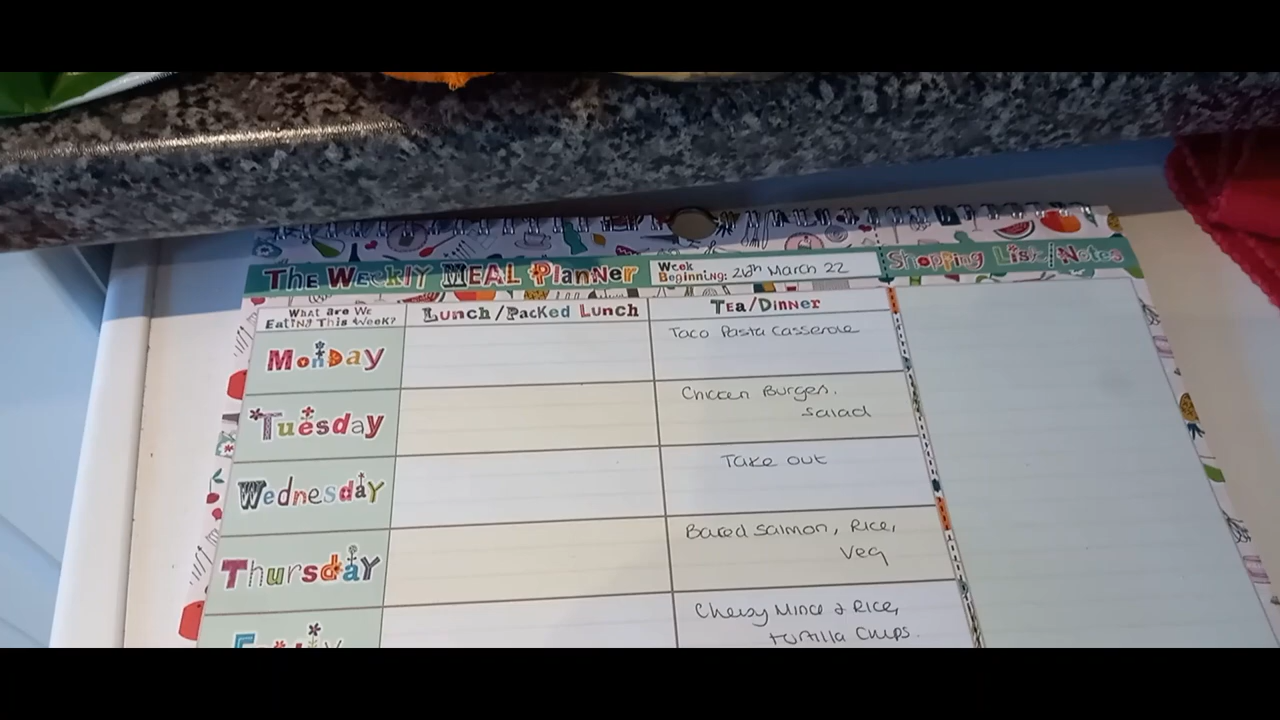 THE WEEKLY MEAL PLANNER
Week Beginning: 28th March 22
Shopping List/Notes
WHAT ARE WE
EATING THIS WEEK?
LUNCH/PACKED LUNCH
TEA/DINNER
MONDAY
Taco Pasta Casserole
TUESDAY
Chicken Burger.
Salad
WEDNESDAY
Take out
THURSDAY
Baked Salmon, Rice,
Veg
Cheesy Mince & Rice,
Tortilla Chips.